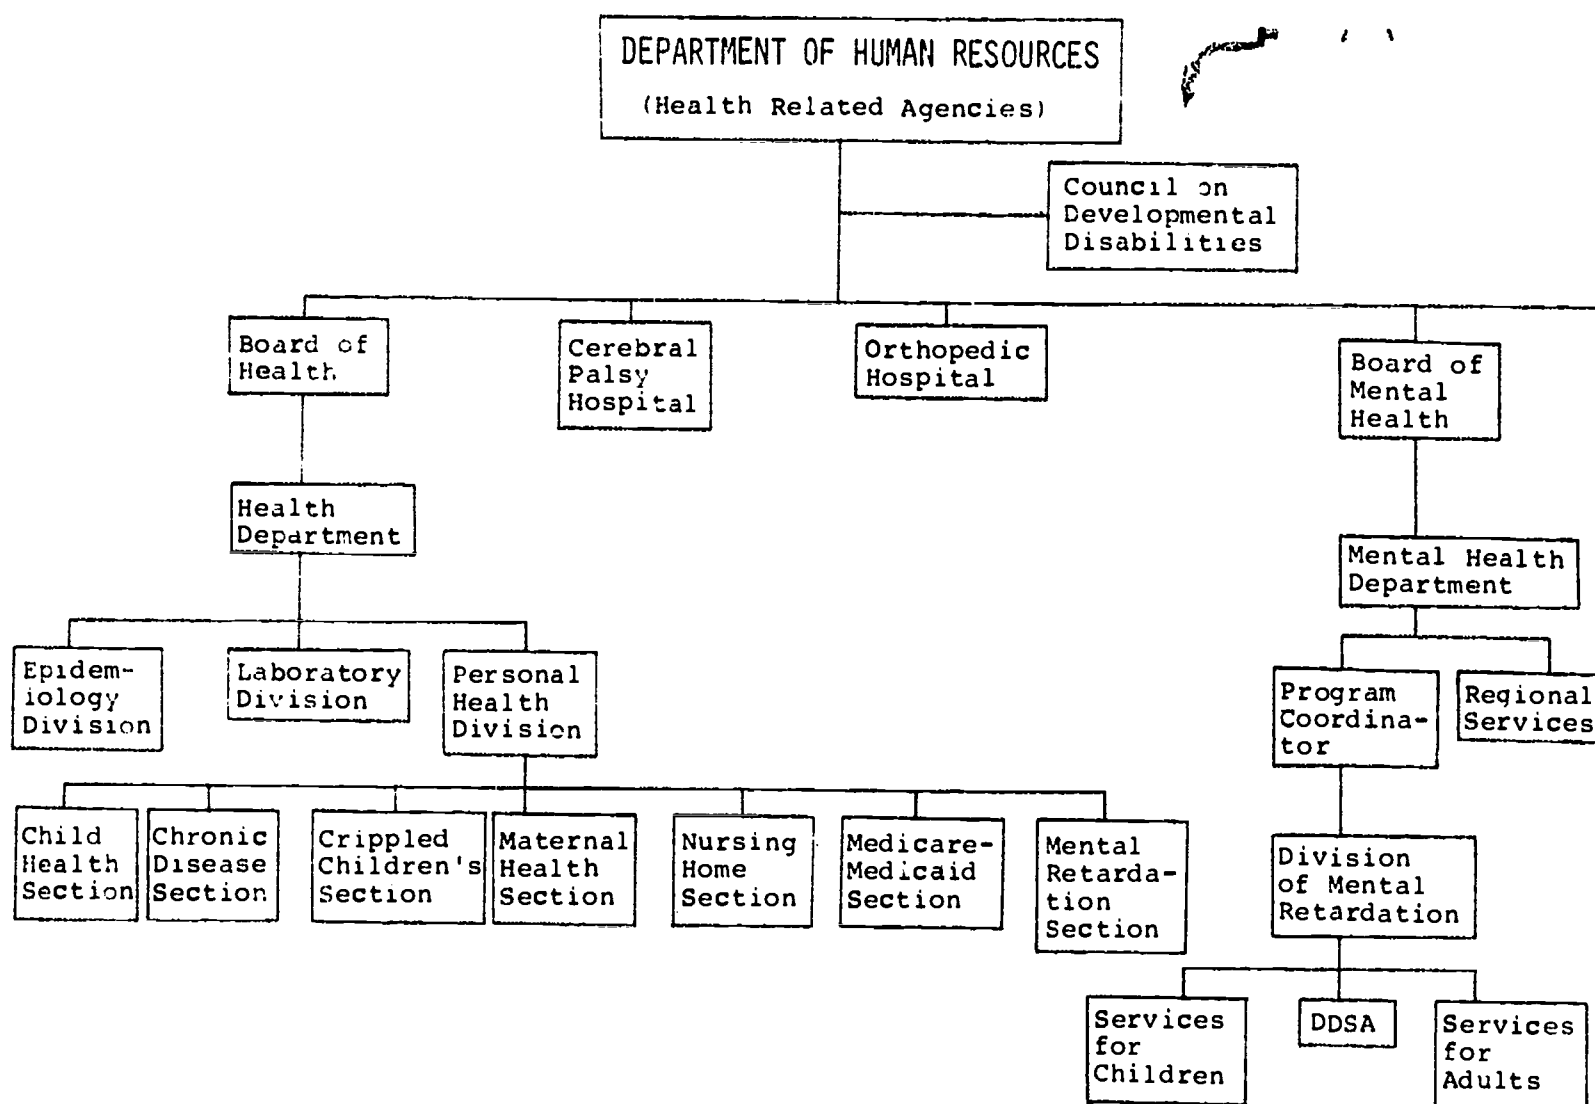 DEPARTMENT OF HUMAN RESOURCES
(Health Related Agencies)
Council on
Developmental
Disabilities
Board of
Health
Cerebral
Palsy
Hospital
Orthopedic
Hospital
Board of
Mental
Health
Health
Department
Mental Health
Department
Epidem-
iology
Division
Laboratory
Division
Personal
Health
Division
Program
Coordina-
tor
Regional
Services
Child
Health
Section
Chronic
Disease
Section
Crippled
Children's
Section
Maternal
Health
Section
Nursing
Home
Section
Medicare-
Medicaid
Section
Mental
Retarda-
tion
Section
Division
of Mental
Retardation
Services
for
Children
DDSA
Services
for
Adults